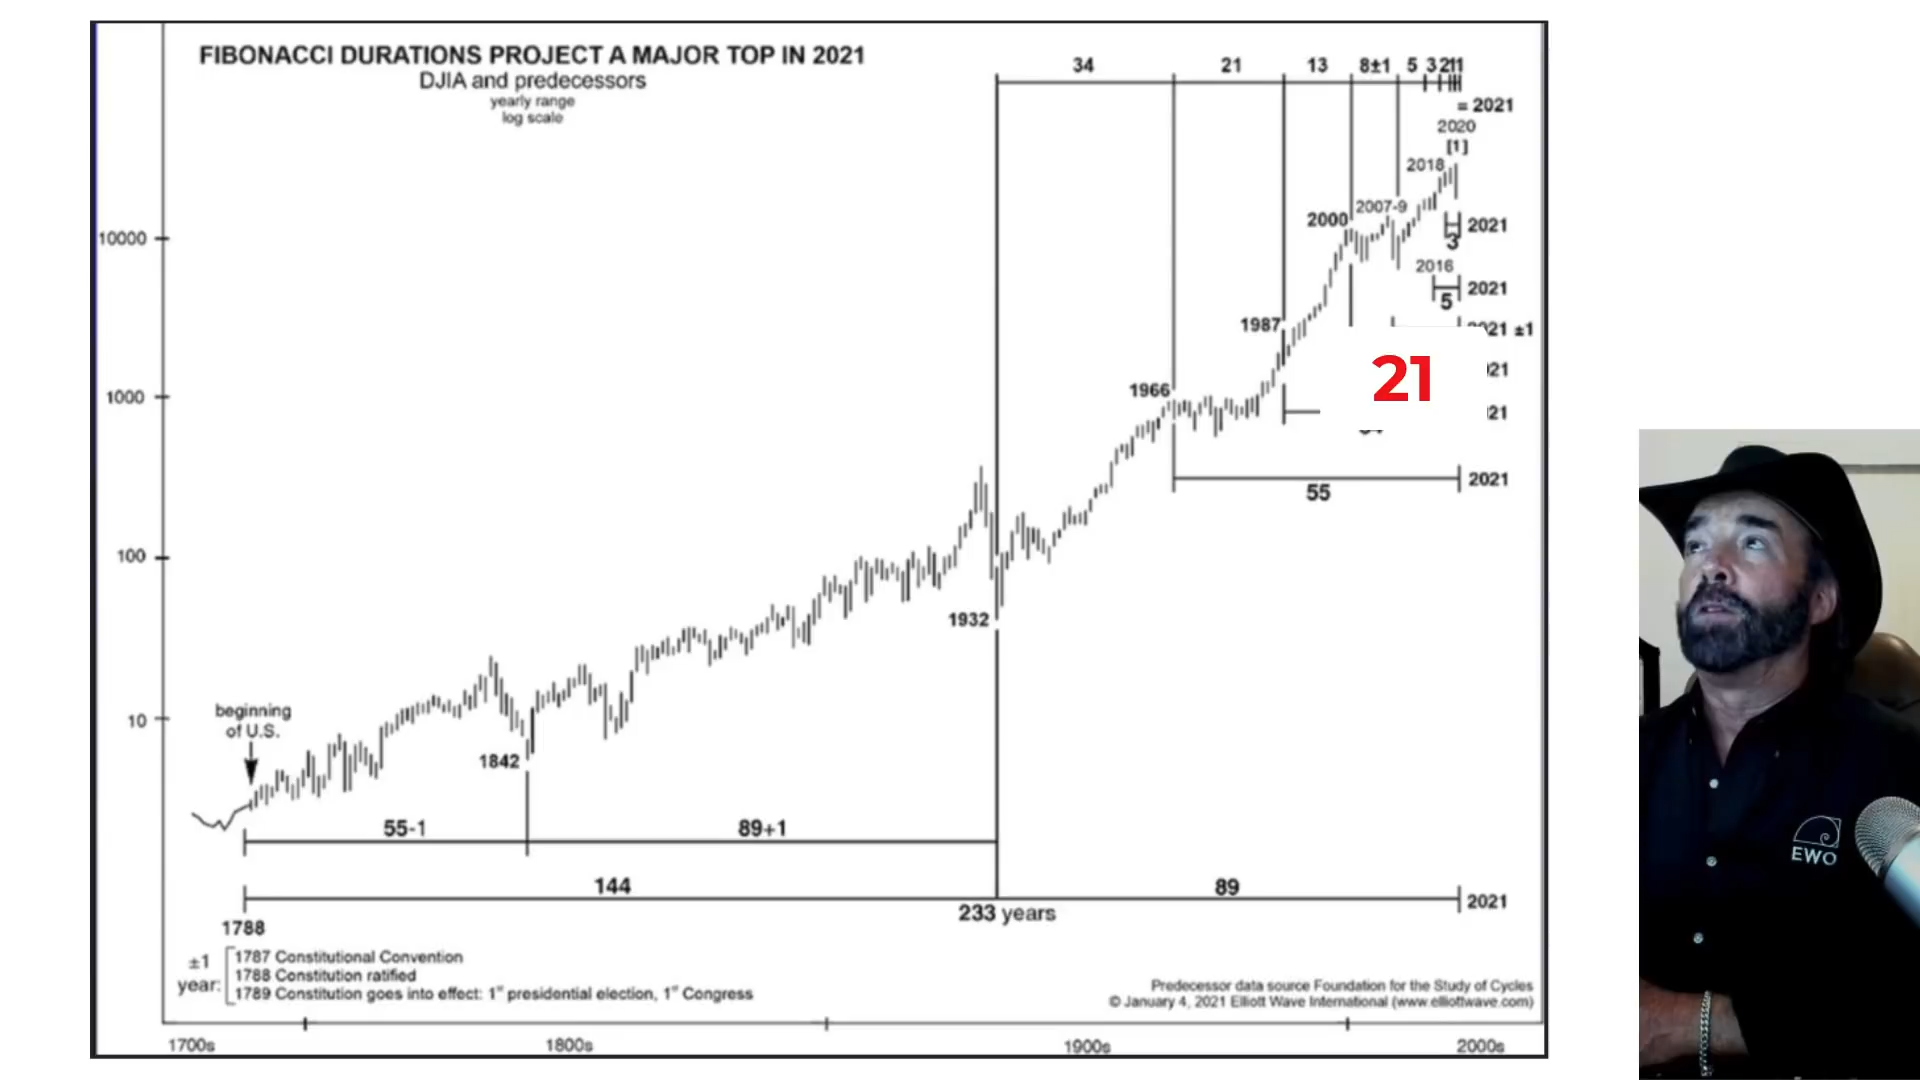 FIBONACCI DURATIONS PROJECT A MAJOR TOP IN 2021
DJIA and predecessors
yearly range
log scale
34 21 13 8±1 5 3 2 1 1
= 2021
2020
[1]
2018
2007-9
2000
10000
2021
3
2016
2021
5
1987
21 ±1
21
21
1966
1000
21
2021
55
100
1932
beginning
of U.S.
10
1842
55-1
89+1
144
89
2021
233 years
1788
±1
year:
1787 Constitutional Convention
1788 Constitution ratified
1789 Constitution goes into effect: 1st presidential election, 1st Congress
Predecessor data source Foundation for the Study of Cycles
© January 4, 2021 Elliott Wave International (www.elliottwave.com)
1700s 1800s 1900s 2000s
EWO